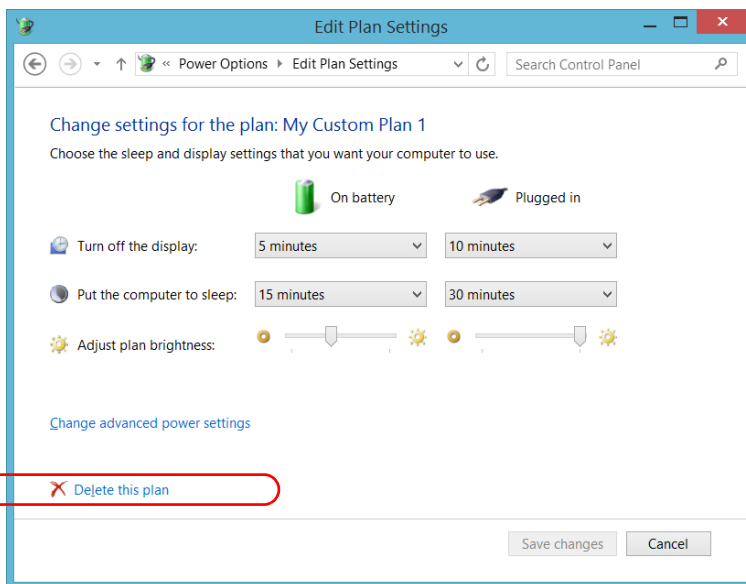 Edit Plan Settings
« Power Options Edit Plan Settings Search Control Panel
Change settings for the plan: My Custom Plan 1
Choose the sleep and display settings that you want your computer to use.
On battery Plugged in
Turn off the display: 5 minutes 10 minutes
Put the computer to sleep: 15 minutes 30 minutes
Adjust plan brightness:
Change advanced power settings
Delete this plan
Save changes Cancel